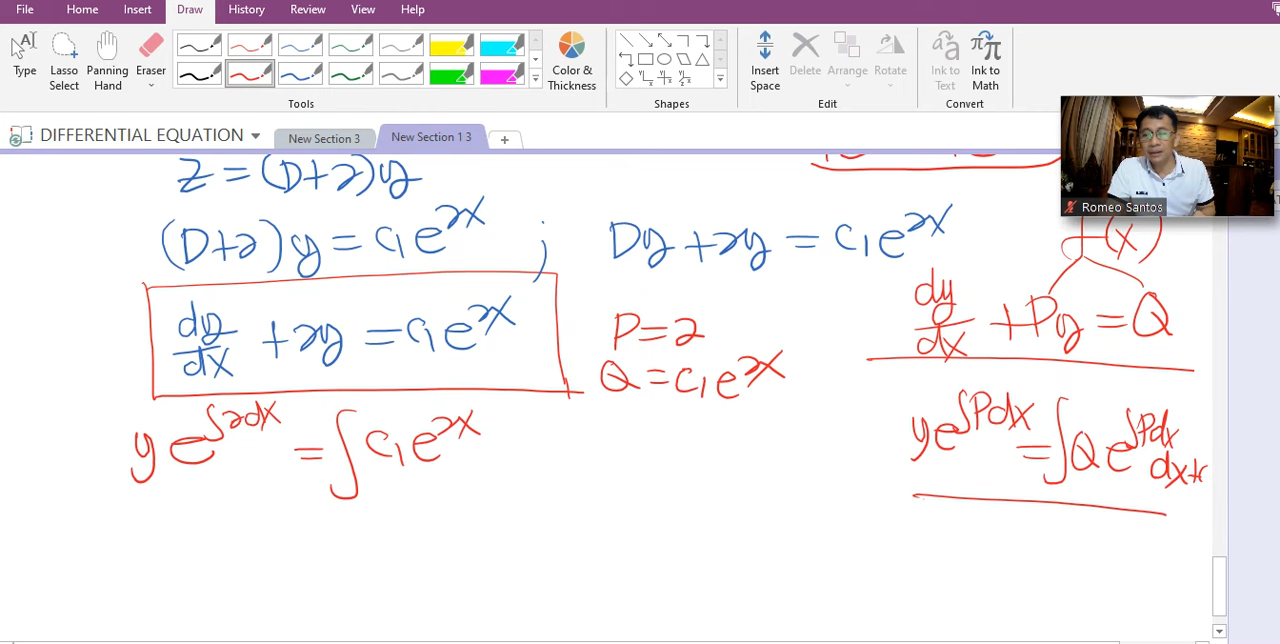 File Home Insert Draw History Review View Help
Type Lasso Select Panning Hand Eraser Color & Thickness Insert Space Delete Arrange Rotate Ink to Text Ink to Math
Tools Shapes Edit Convert
DIFFERENTIAL EQUATION New Section 3 New Section 1 3
Romeo Santos
z = (D+2)y
(D+2)y = c₁e^{2x} ; Dy + 2y = c₁e^{2x}
f(x)
dy/dx + 2y = c₁e^{2x}
P = 2
Q = c₁e^{2x}
dy/dx + Py = Q
y e^{∫2dx} = ∫ c₁e^{2x}
y e^{∫Pdx} = ∫ Q e^{∫Pdx} dx +